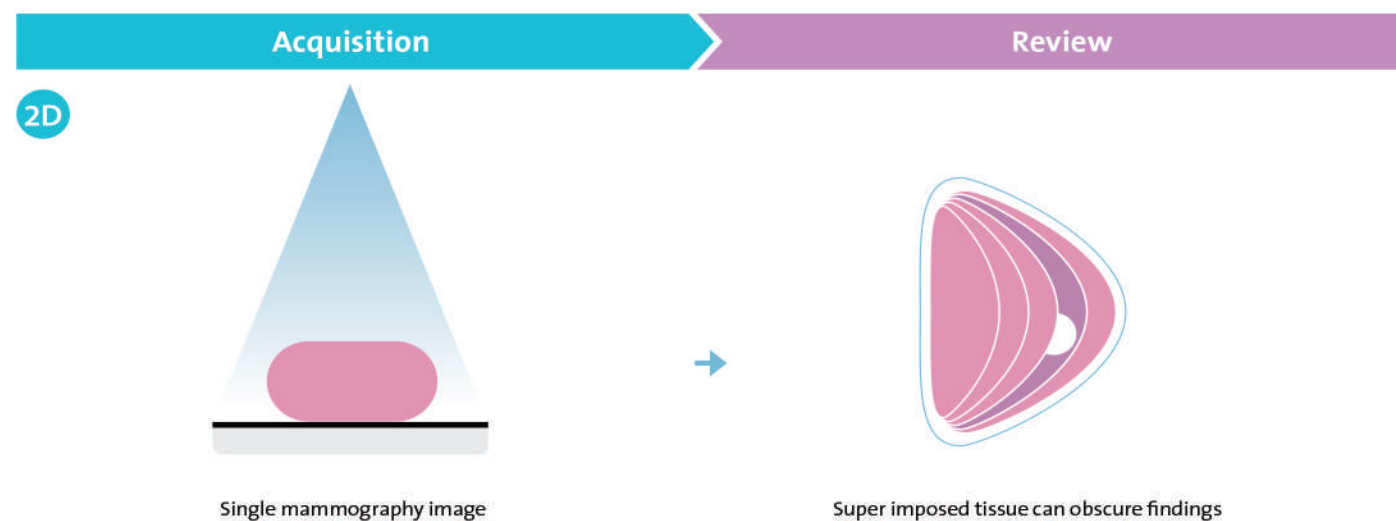 Acquisition
Review
2D
Single mammography image
Super imposed tissue can obscure findings